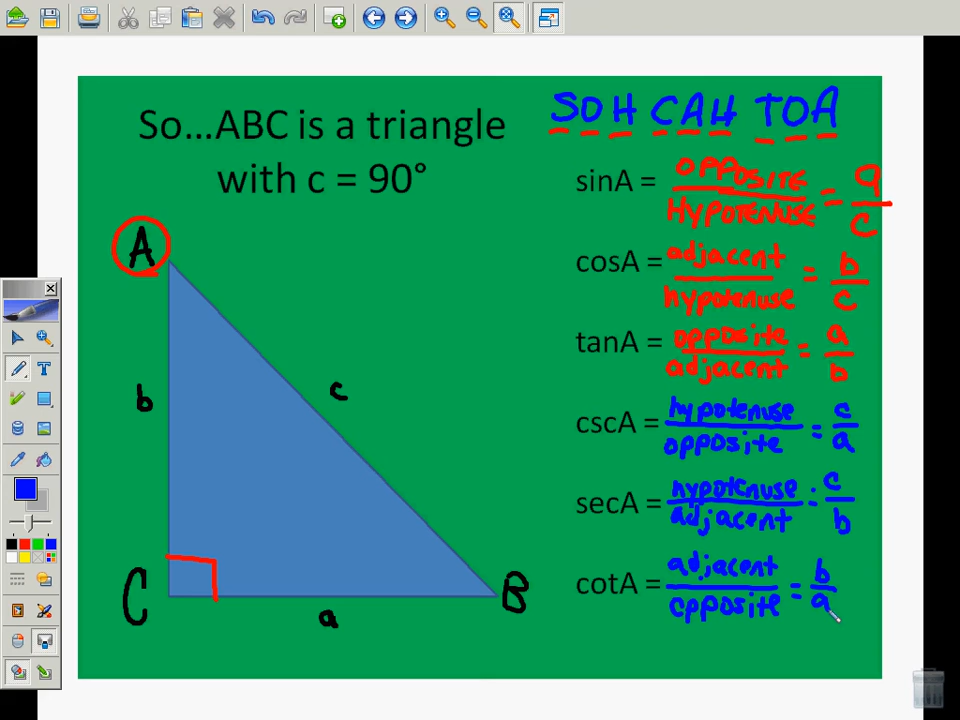 So...ABC is a triangle
with c = 90°
SOH CAH TOA
sinA = OPPOSITE / HYPOTENUSE = a / c
cosA = adjacent / hypotenuse = b / c
tanA = opposite / adjacent = a / b
cscA = hypotenuse / opposite = c / a
secA = hypotenuse / adjacent = c / b
cotA = adjacent / opposite = b / a
A
b
c
C
a
B
T